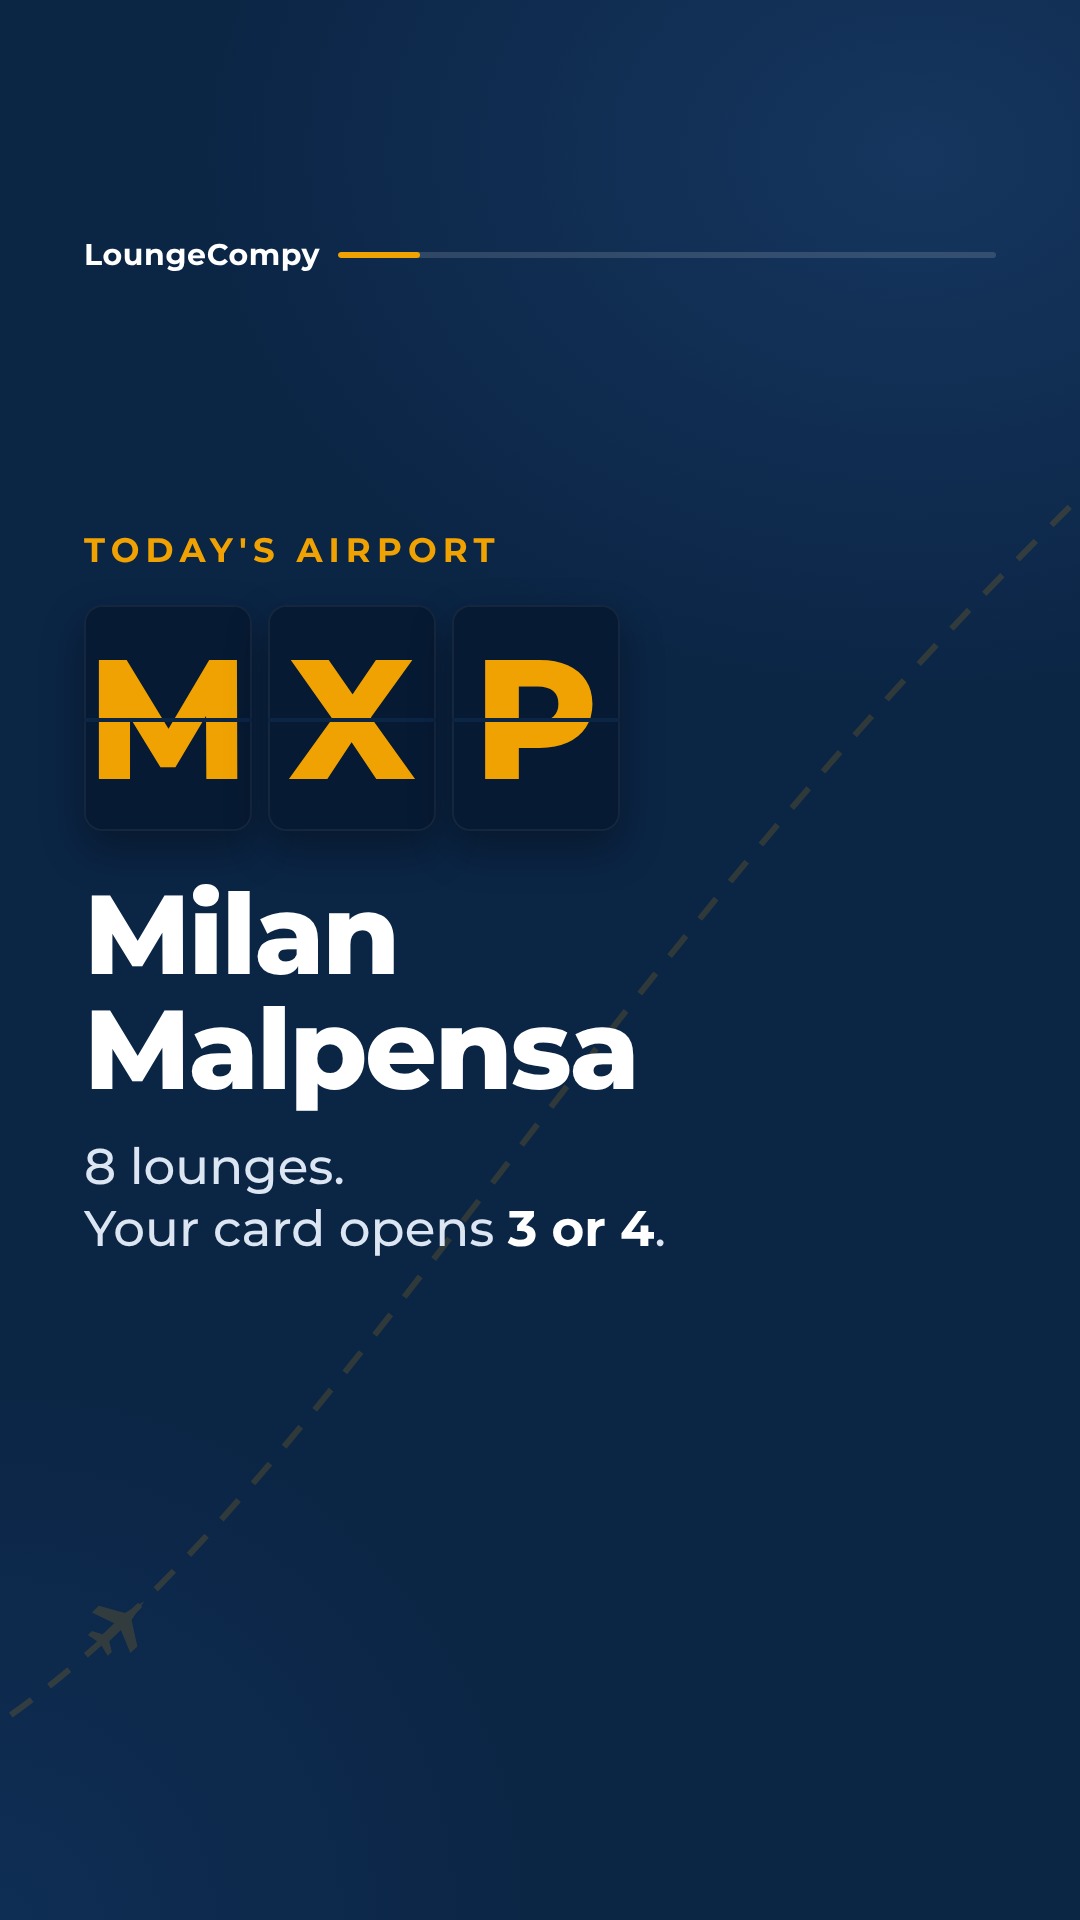 LoungeCompy
TODAY'S AIRPORT
MXP
Milan
Malpensa
8 lounges.
Your card opens 3 or 4.